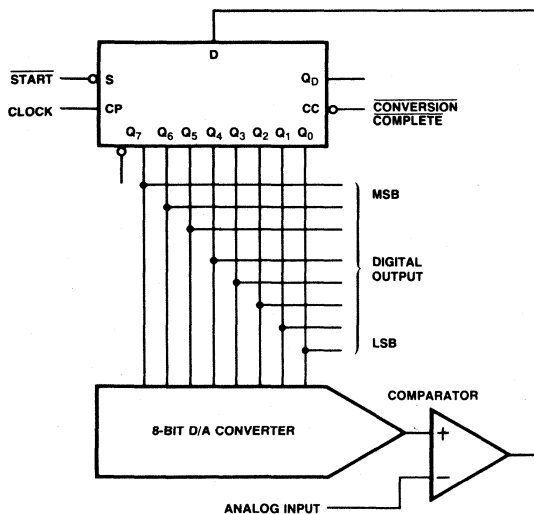 D
START
S
Q_D
CLOCK
CP
CC
CONVERSION
COMPLETE
Q7 Q6 Q5 Q4 Q3 Q2 Q1 Q0
MSB
DIGITAL
OUTPUT
LSB
COMPARATOR
8-BIT D/A CONVERTER
+
−
ANALOG INPUT